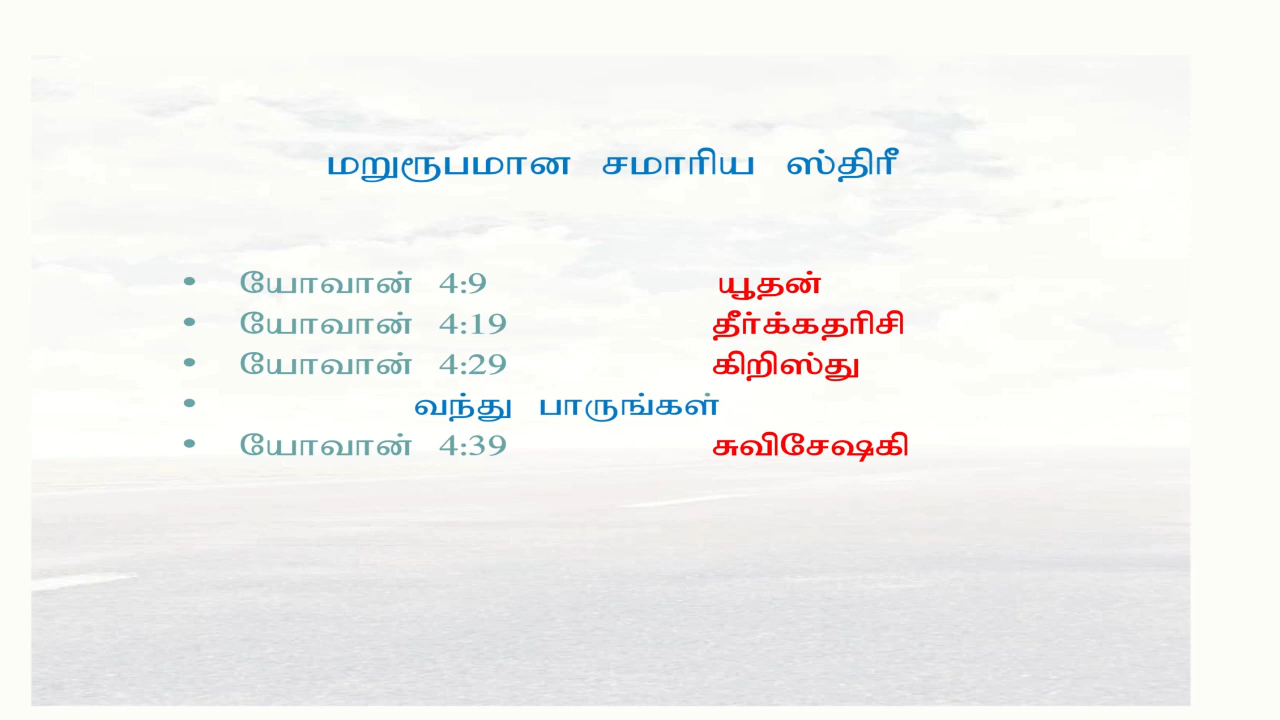 மறுரூபமான சமாரிய ஸ்திரீ
• யோவான் 4:9 யூதன்
• யோவான் 4:19 தீர்க்கதரிசி
• யோவான் 4:29 கிறிஸ்து
• வந்து பாருங்கள்
• யோவான் 4:39 சுவிசேஷகி